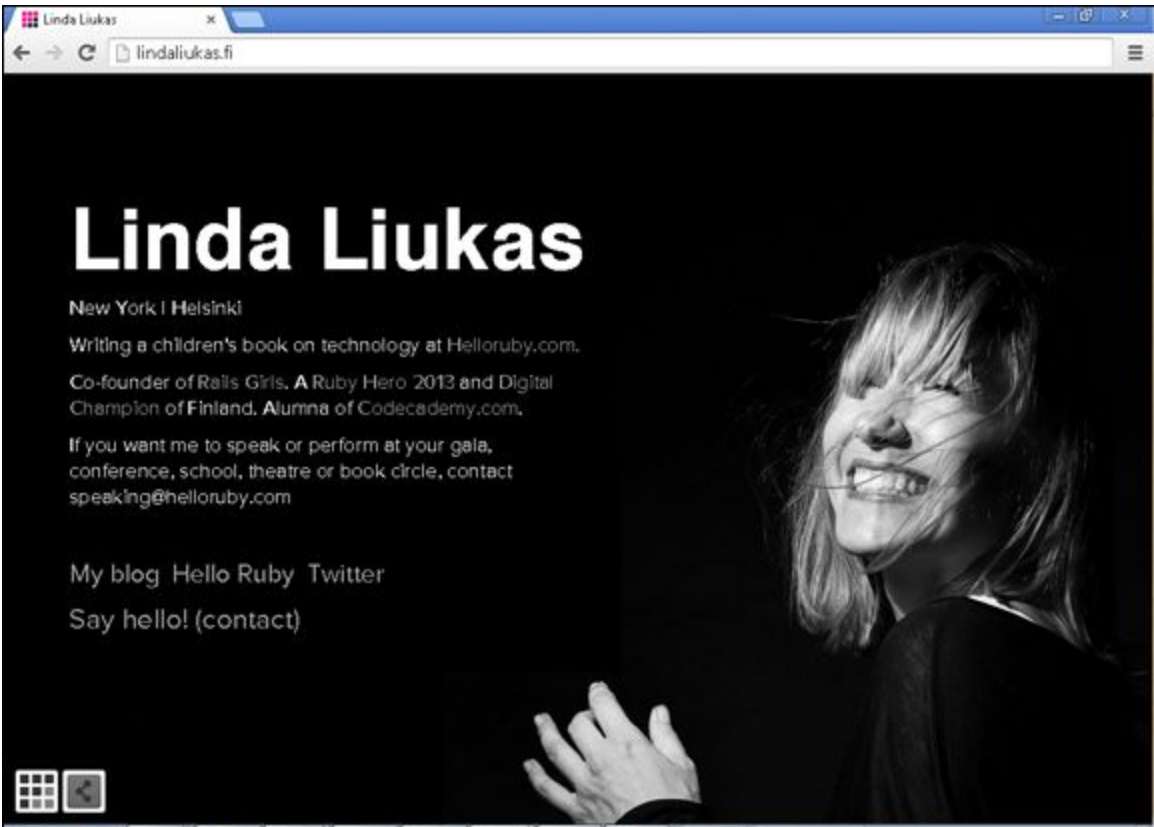 Linda Liukas
lindaliukas.fi
Linda Liukas
New York | Helsinki
Writing a children's book on technology at Helloruby.com.
Co-founder of Rails Girls. A Ruby Hero 2013 and Digital
Champion of Finland. Alumna of Codecademy.com.
If you want me to speak or perform at your gala,
conference, school, theatre or book circle, contact
speaking@helloruby.com
My blog Hello Ruby Twitter
Say hello! (contact)